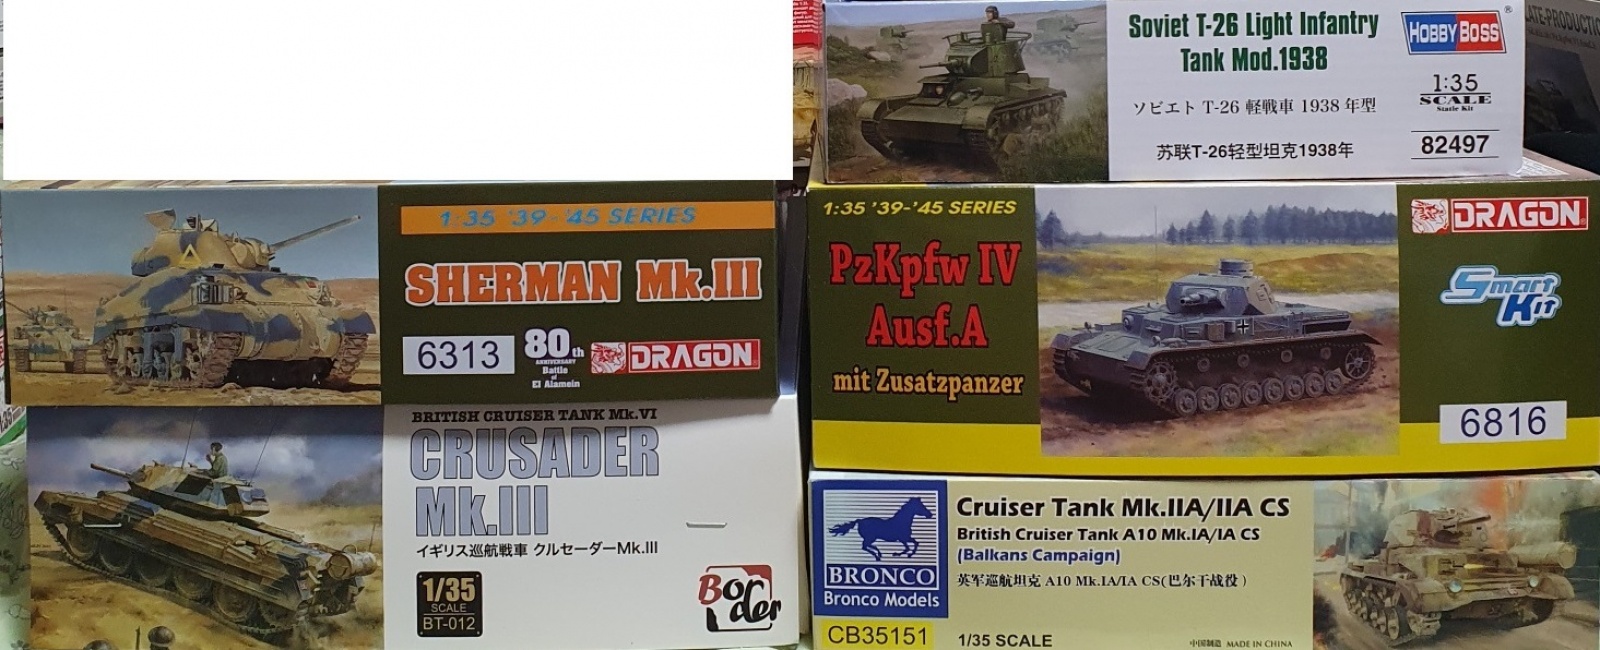 1:35 '39-'45 SERIES
SHERMAN Mk.III
6313
80th
ANNIVERSARY
Battle
of
El Alamein
DRAGON
BRITISH CRUISER TANK Mk.VI
CRUSADER
Mk.III
イギリス巡航戦車 クルセーダーMk.III
1/35
SCALE
BT-012
Border
Soviet T-26 Light Infantry
Tank Mod.1938
HOBBY BOSS
®
1:35
SCALE
Static Kit
ソビエト T-26 軽戦車 1938 年型
苏联T-26轻型坦克1938年
82497
1:35 '39-'45 SERIES
PzKpfw IV
Ausf.A
mit Zusatzpanzer
DRAGON
Smart
Kit
6816
BRONCO
Bronco Models
CB35151
Cruiser Tank Mk.IIA/IIA CS
British Cruiser Tank A10 Mk.IA/IA CS
(Balkans Campaign)
英军巡航坦克 A10 Mk.IA/IA CS(巴尔干战役)
1/35 SCALE
中国制造 MADE IN CHINA